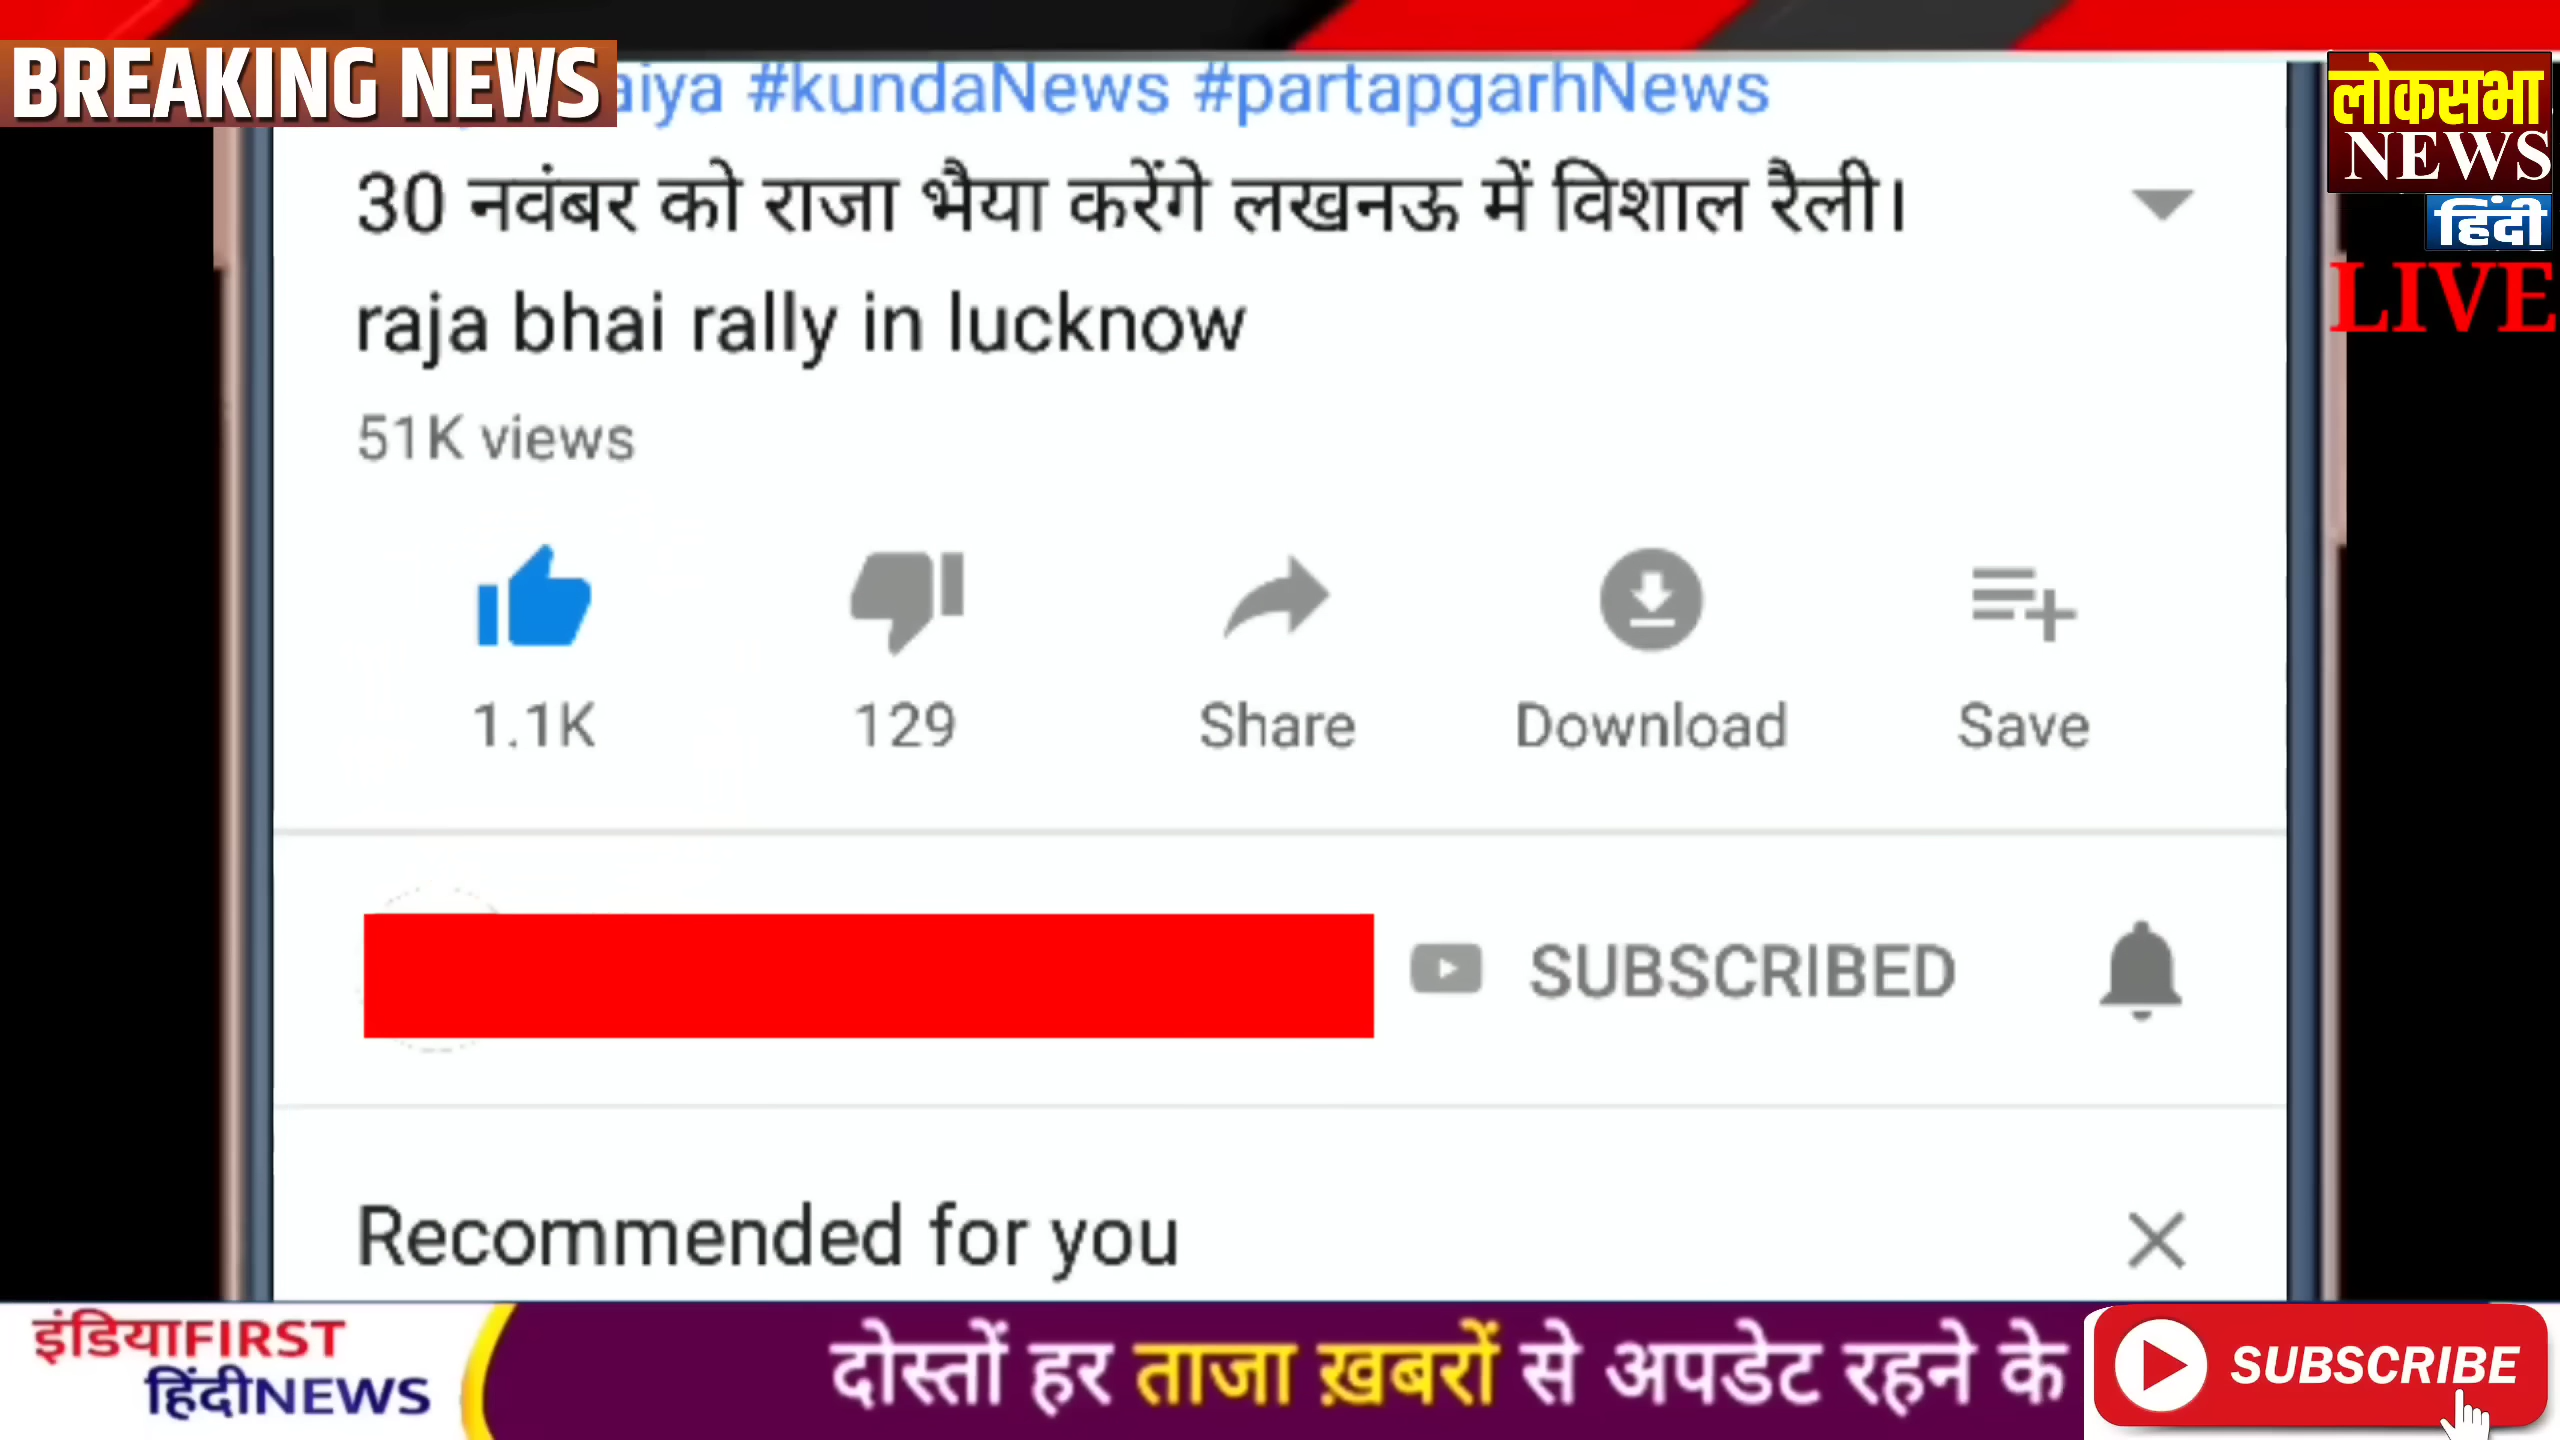 BREAKING NEWS
aiya #kundaNews #partapgarhNews
लोकसभा
NEWS
हिंदी
LIVE
30 नवंबर को राजा भैया करेंगे लखनऊ में विशाल रैली।
raja bhai rally in lucknow
51K views
1.1K 129 Share Download Save
SUBSCRIBED
Recommended for you
इंडियाFIRST
हिंदीNEWS
दोस्तों हर ताजा ख़बरों से अपडेट रहने के
SUBSCRIBE